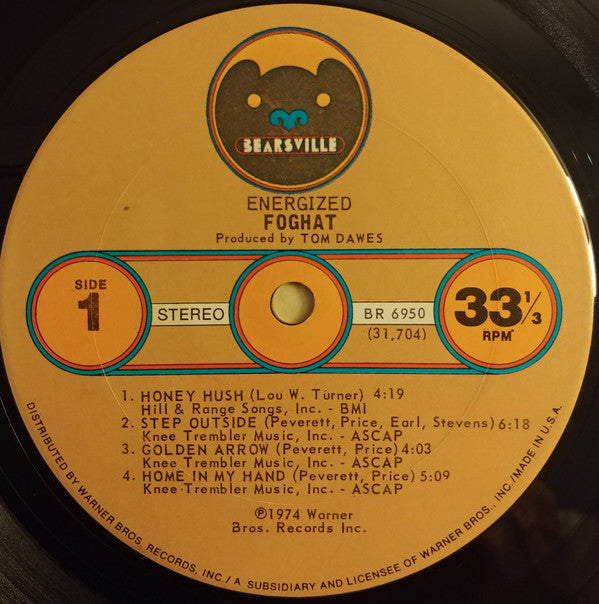 BEARSVILLE
ENERGIZED
FOGHAT
Produced by TOM DAWES
SIDE
1
STEREO
BR 6950
(31,704)
33 1/3
RPM
1. HONEY HUSH (Lou W. Turner) 4:19
Hill & Range Songs, Inc. - BMI
2. STEP OUTSIDE (Peverett, Price, Earl, Stevens) 6:18
Knee Trembler Music, Inc. - ASCAP
3. GOLDEN ARROW (Peverett, Price) 4:03
Knee Trembler Music, Inc. - ASCAP
4. HOME IN MY HAND (Peverett, Price) 5:09
Knee Trembler Music, Inc. - ASCAP
℗1974 Warner
Bros. Records Inc.
DISTRIBUTED BY WARNER BROS. RECORDS, INC./A SUBSIDIARY AND LICENSEE OF WARNER BROS., INC./MADE IN U.S.A.